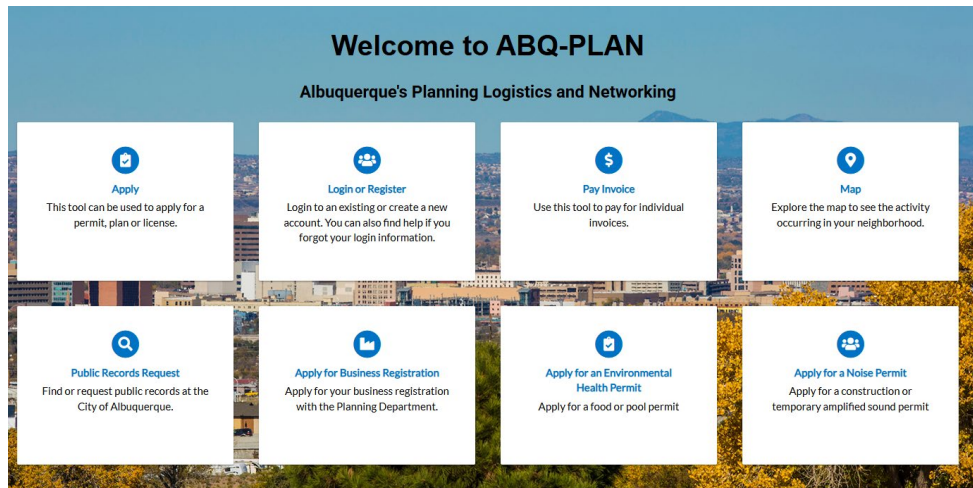 Welcome to ABQ-PLAN
Albuquerque's Planning Logistics and Networking
Apply
This tool can be used to apply for a
permit, plan or license.
Login or Register
Login to an existing or create a new
account. You can also find help if you
forgot your login information.
Pay Invoice
Use this tool to pay for individual
invoices.
Map
Explore the map to see the activity
occurring in your neighborhood.
Public Records Request
Find or request public records at the
City of Albuquerque.
Apply for Business Registration
Apply for your business registration
with the Planning Department.
Apply for an Environmental
Health Permit
Apply for a food or pool permit
Apply for a Noise Permit
Apply for a construction or
temporary amplified sound permit